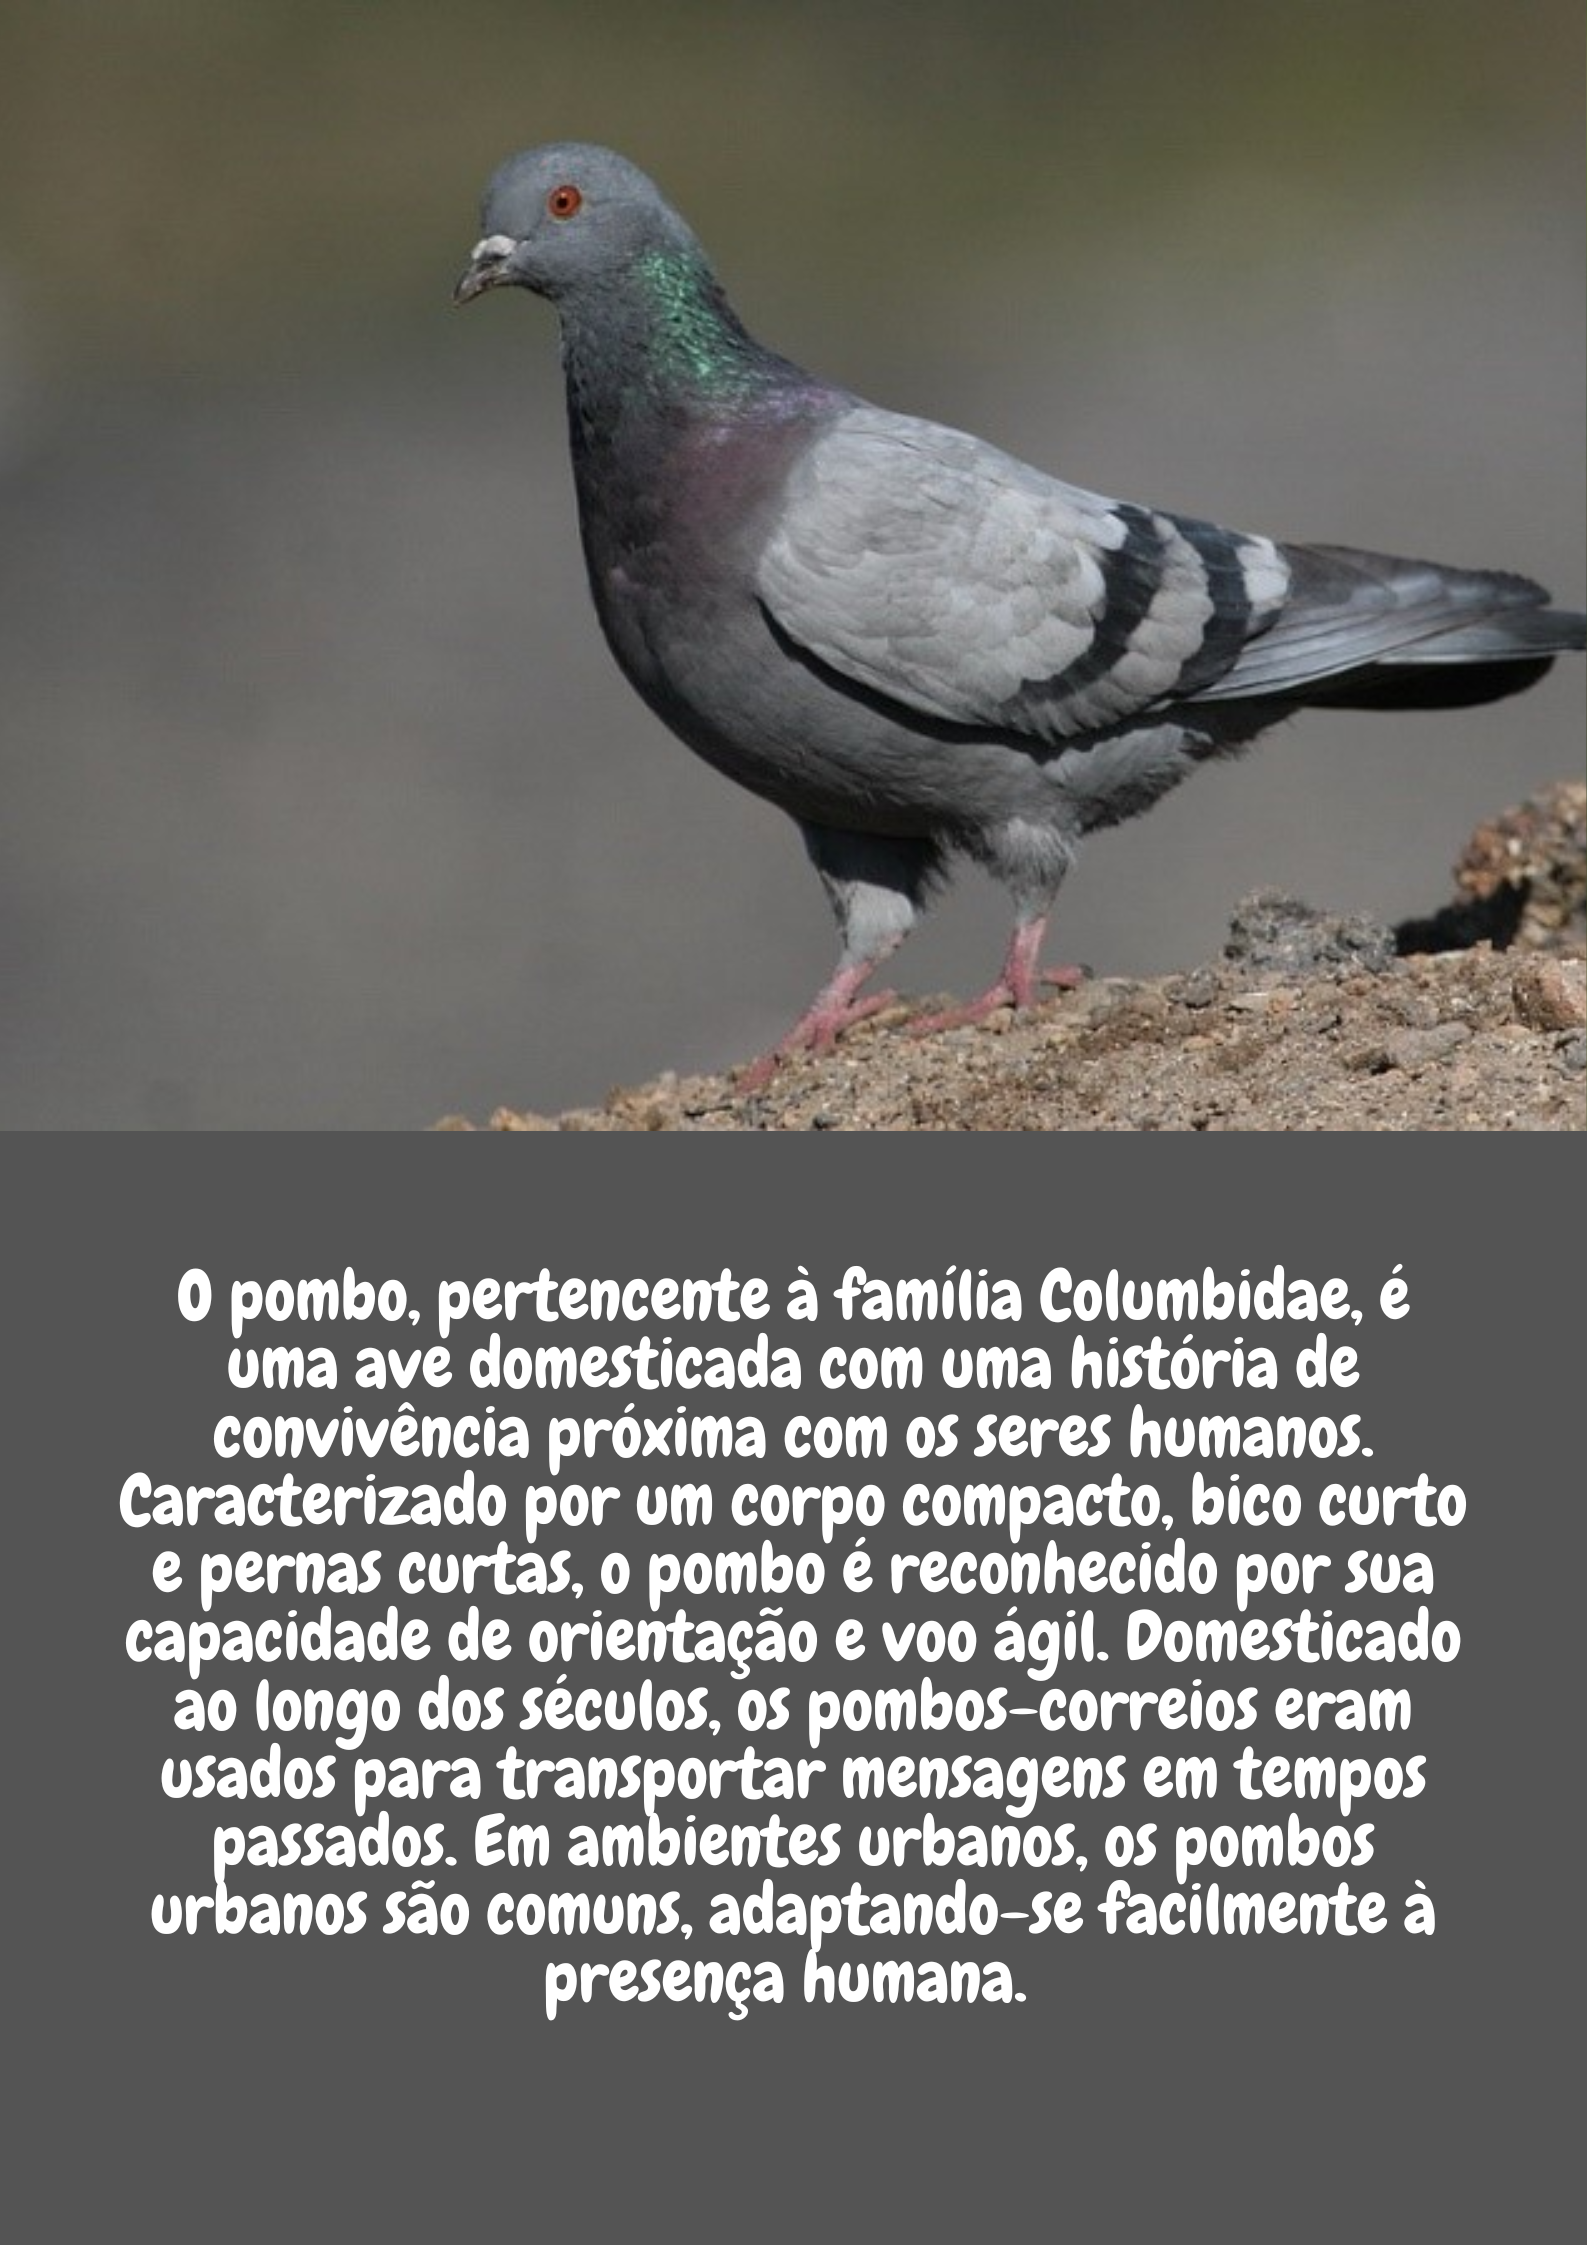 O pombo, pertencente à família Columbidae, é
uma ave domesticada com uma história de
convivência próxima com os seres humanos.
Caracterizado por um corpo compacto, bico curto
e pernas curtas, o pombo é reconhecido por sua
capacidade de orientação e voo ágil. Domesticado
ao longo dos séculos, os pombos-correios eram
usados para transportar mensagens em tempos
passados. Em ambientes urbanos, os pombos
urbanos são comuns, adaptando-se facilmente à
presença humana.